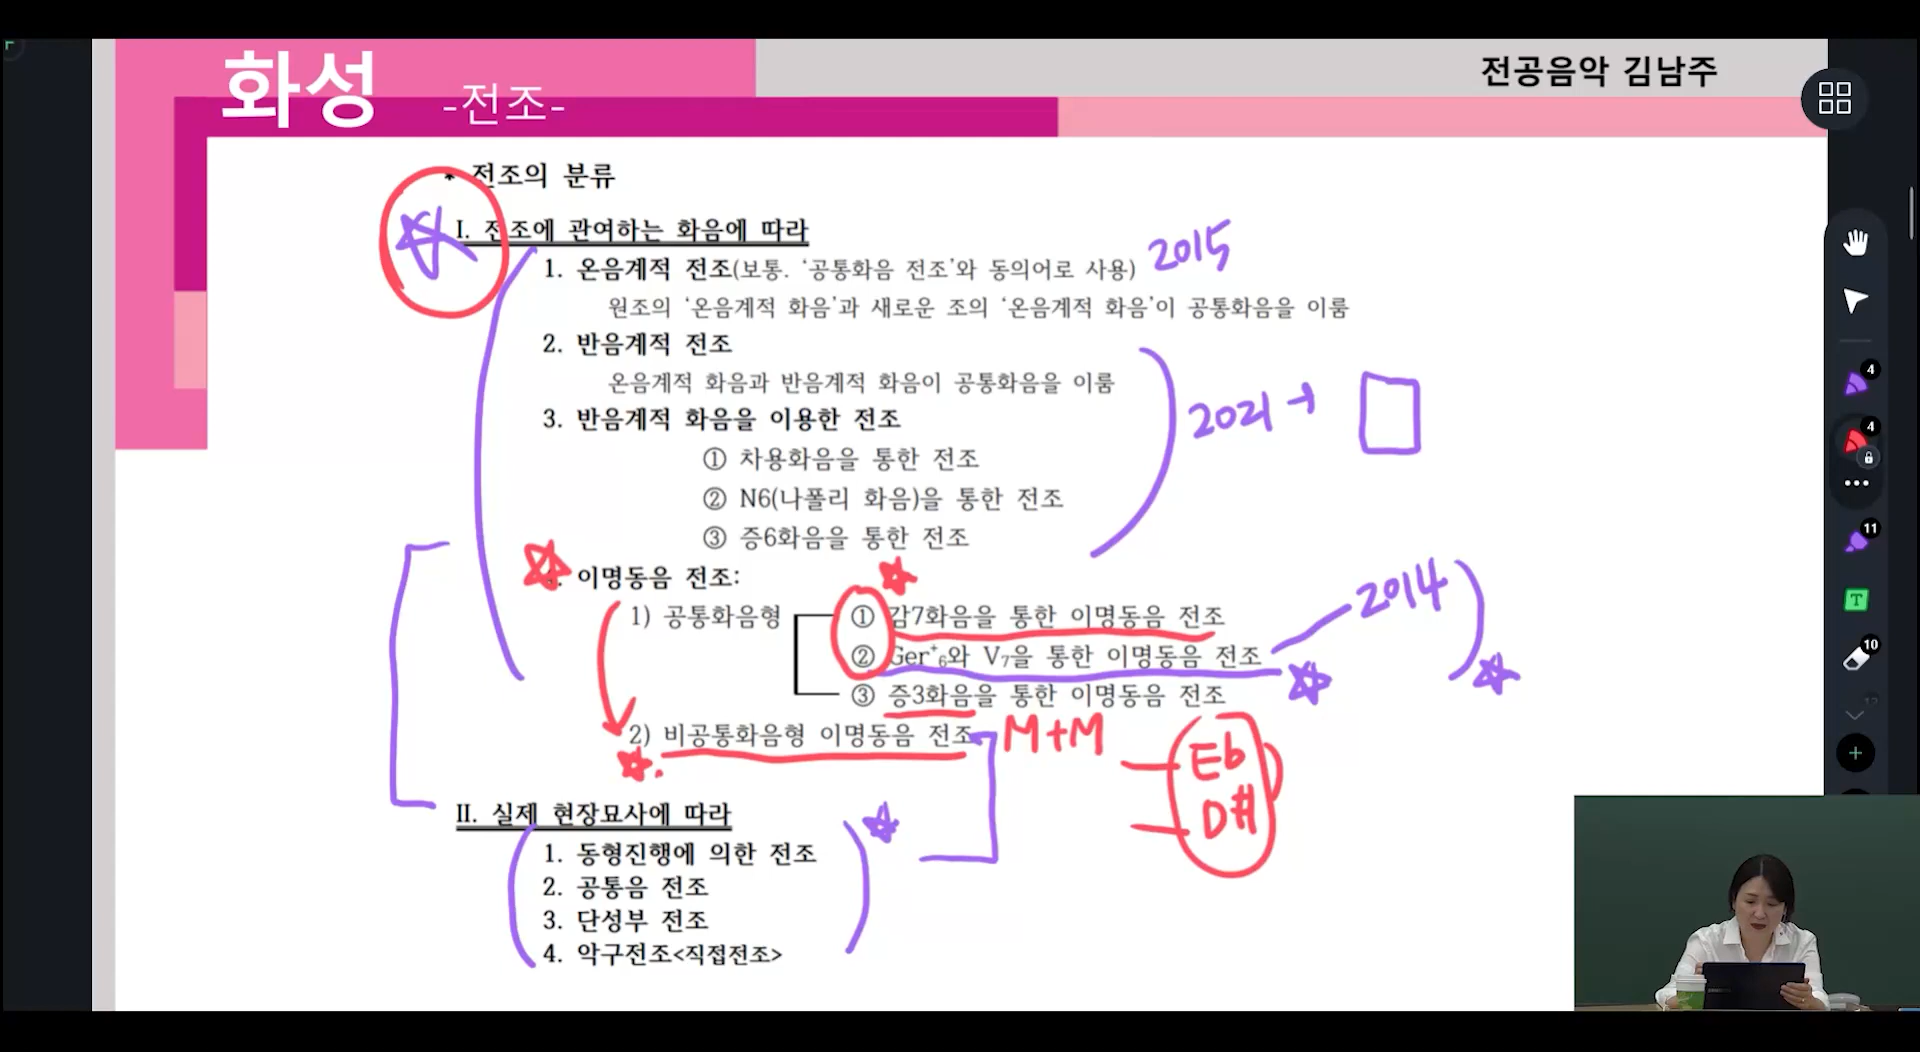 화성 -전조-
전공음악 김남주
* 전조의 분류
I. 전조에 관여하는 화음에 따라
1. 온음계적 전조(보통. '공통화음 전조'와 동의어로 사용) 2015
원조의 '온음계적 화음'과 새로운 조의 '온음계적 화음'이 공통화음을 이룸
2. 반음계적 전조
온음계적 화음과 반음계적 화음이 공통화음을 이룸
3. 반음계적 화음을 이용한 전조
2021→
① 차용화음을 통한 전조
② N6(나폴리 화음)을 통한 전조
③ 증6화음을 통한 전조
이명동음 전조:
2014
1) 공통화음형 ① 감7화음을 통한 이명동음 전조
② Ger⁺₆와 V₇을 통한 이명동음 전조
③ 증3화음을 통한 이명동음 전조
2) 비공통화음형 이명동음 전조 M+M
Eb
D#
II. 실제 현장묘사에 따라
1. 동형진행에 의한 전조
2. 공통음 전조
3. 단성부 전조
4. 악구전조<직접전조>
4
4
11
T
10